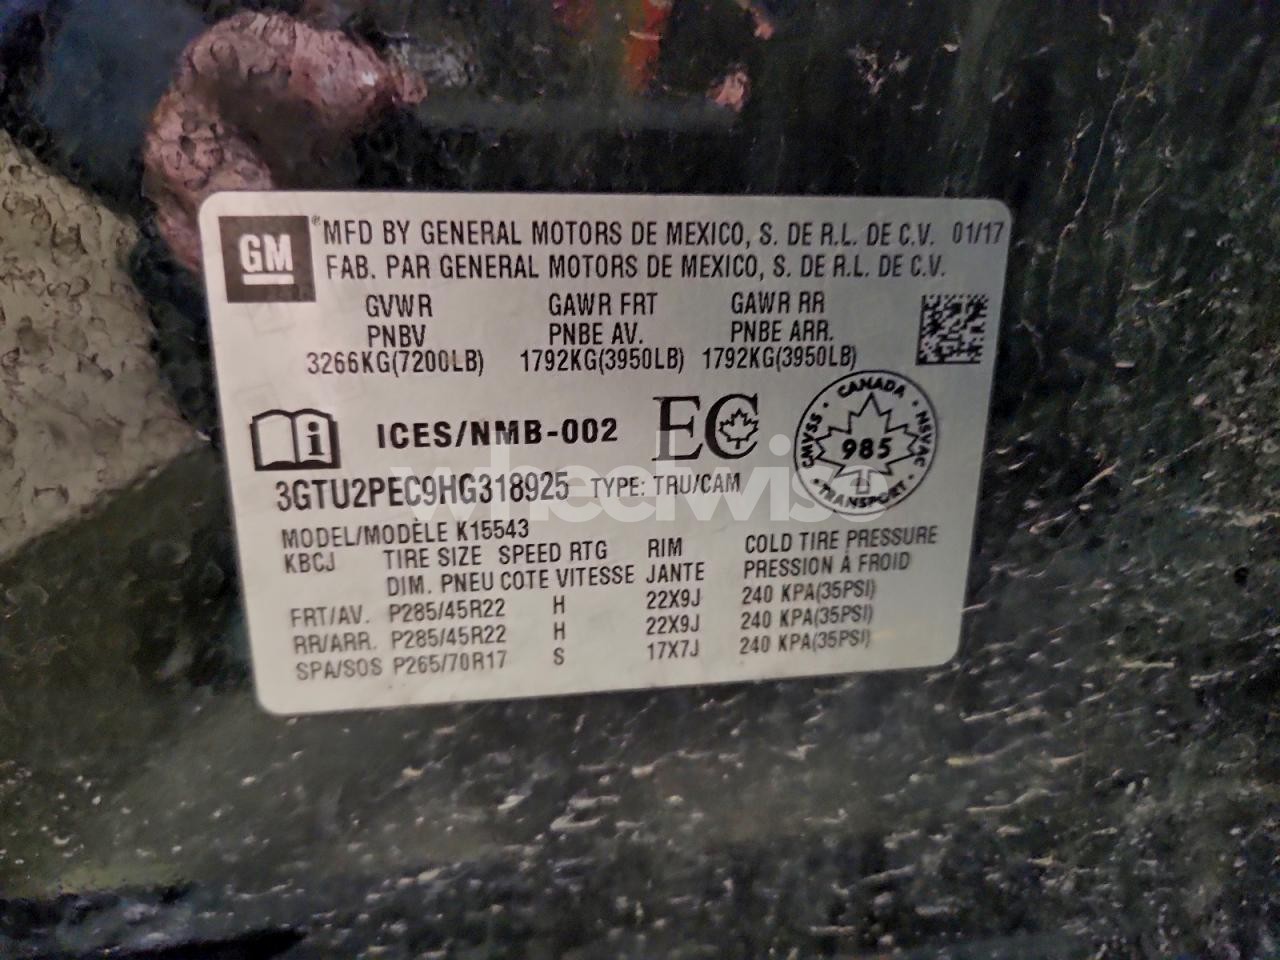 GM ® MFD BY GENERAL MOTORS DE MEXICO, S. DE R.L. DE C.V. 01/17
FAB. PAR GENERAL MOTORS DE MEXICO, S. DE R.L. DE C.V.
GVWR GAWR FRT GAWR RR
PNBV PNBE AV. PNBE ARR.
3266KG(7200LB) 1792KG(3950LB) 1792KG(3950LB)
i ICES/NMB-002 EC CANADA CMVSS NSVAC 985 TRANSPORT
3GTU2PEC9HG318925 TYPE: TRU/CAM
wheelwise
MODEL/MODÈLE K15543
KBCJ TIRE SIZE SPEED RTG RIM COLD TIRE PRESSURE
DIM. PNEU COTE VITESSE JANTE PRESSION À FROID
FRT/AV. P285/45R22 H 22X9J 240 KPA(35PSI)
RR/ARR. P285/45R22 H 22X9J 240 KPA(35PSI)
SPA/SOS P265/70R17 S 17X7J 240 KPA(35PSI)